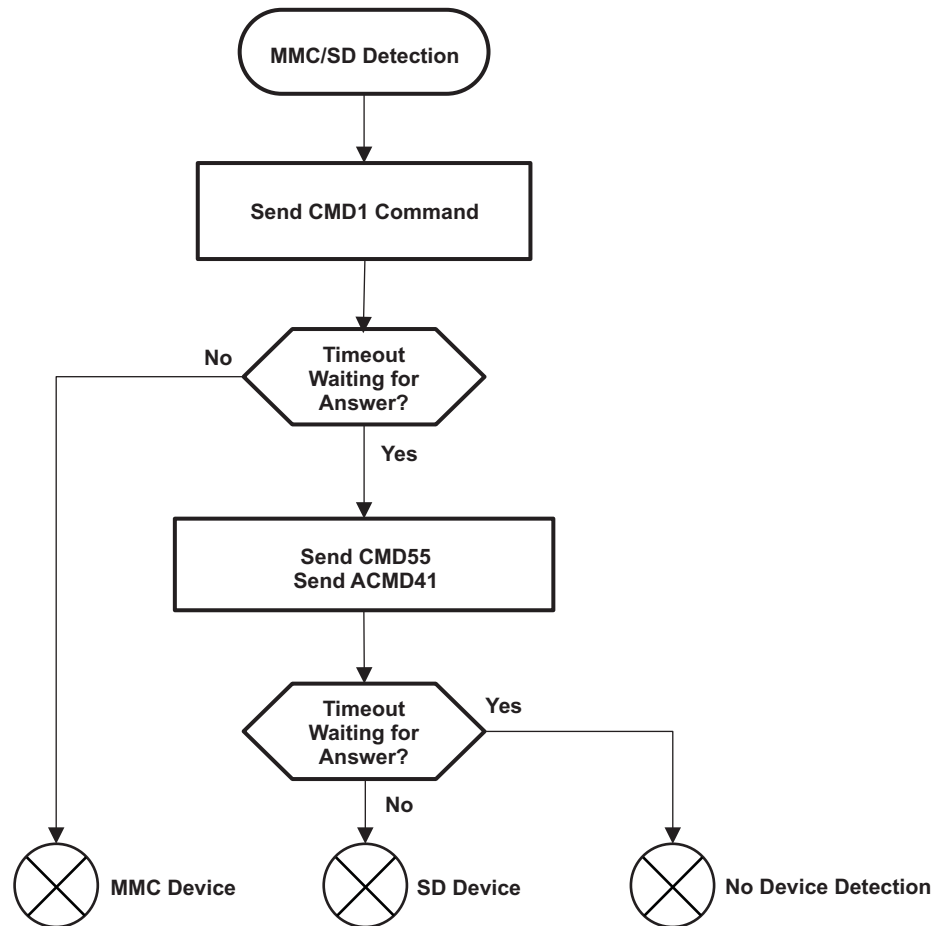 MMC/SD Detection
Send CMD1 Command
No
Timeout
Waiting for
Answer?
Yes
Send CMD55
Send ACMD41
Timeout
Waiting for
Answer?
Yes
No
MMC Device
SD Device
No Device Detection